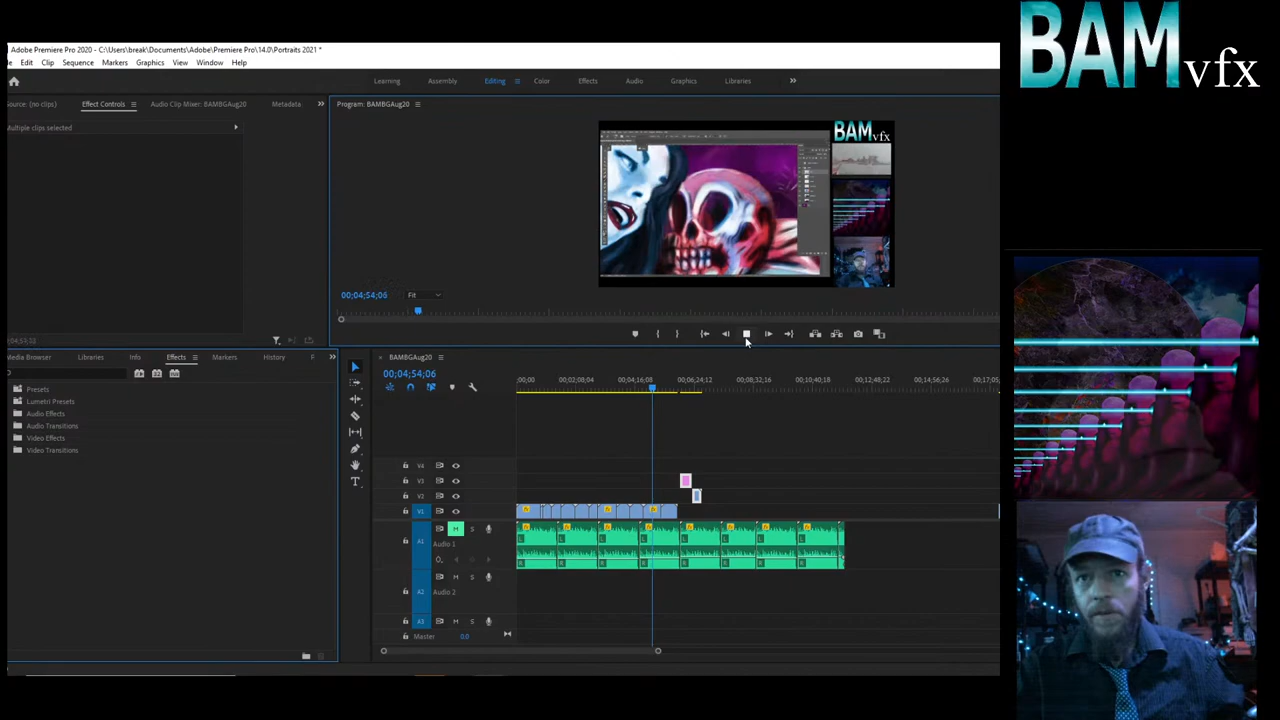 Adobe Premiere Pro 2020 - C:\Users\break\Documents\Adobe\Premiere Pro\14.0\Portraits 2021 *
Edit Clip Sequence Markers Graphics View Window Help
Learning Assembly Editing Color Effects Audio Graphics Libraries
(no clips) Effect Controls Audio Clip Mixer: BAMBGAug20 Metadata
Program: BAMBGAug20
Multiple clips selected
BAM vfx
BAM vfx
00;04;54;06 Fit
Media Browser Libraries Info Effects Markers F
BAMBGAug20
00;04;54;06
;00;00 00;02;08;04 00;04;16;08 00;06;24;12 00;08;32;16 00;10;40;18 00;12;48;22 00;14;56;26 00;17;05;
Presets
Lumetri Presets
Audio Effects
Audio Transitions
Video Effects
Video Transitions
V4
V3
V2
V1
A1 M S
Audio 1
L L L L L L L L
R R R R R R R R
M S
A2 Audio 2
A3 M S
Master 0.0